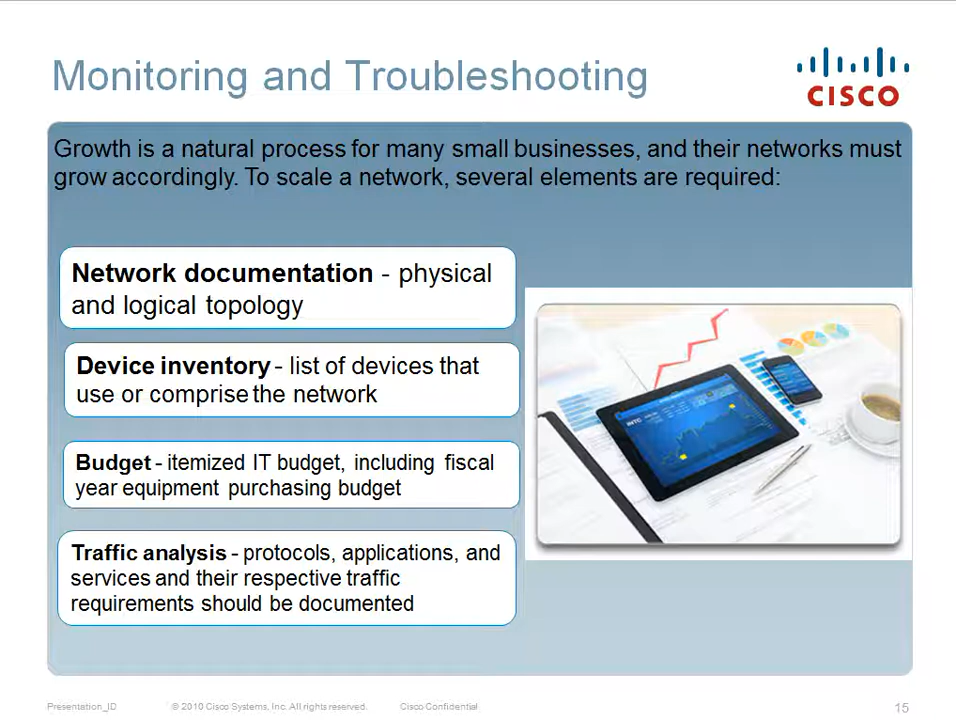 Monitoring and Troubleshooting
CISCO
Growth is a natural process for many small businesses, and their networks must
grow accordingly. To scale a network, several elements are required:
Network documentation - physical
and logical topology
Device inventory - list of devices that
use or comprise the network
Budget - itemized IT budget, including fiscal
year equipment purchasing budget
Traffic analysis - protocols, applications, and
services and their respective traffic
requirements should be documented
Presentation_ID © 2010 Cisco Systems, Inc. All rights reserved. Cisco Confidential 15